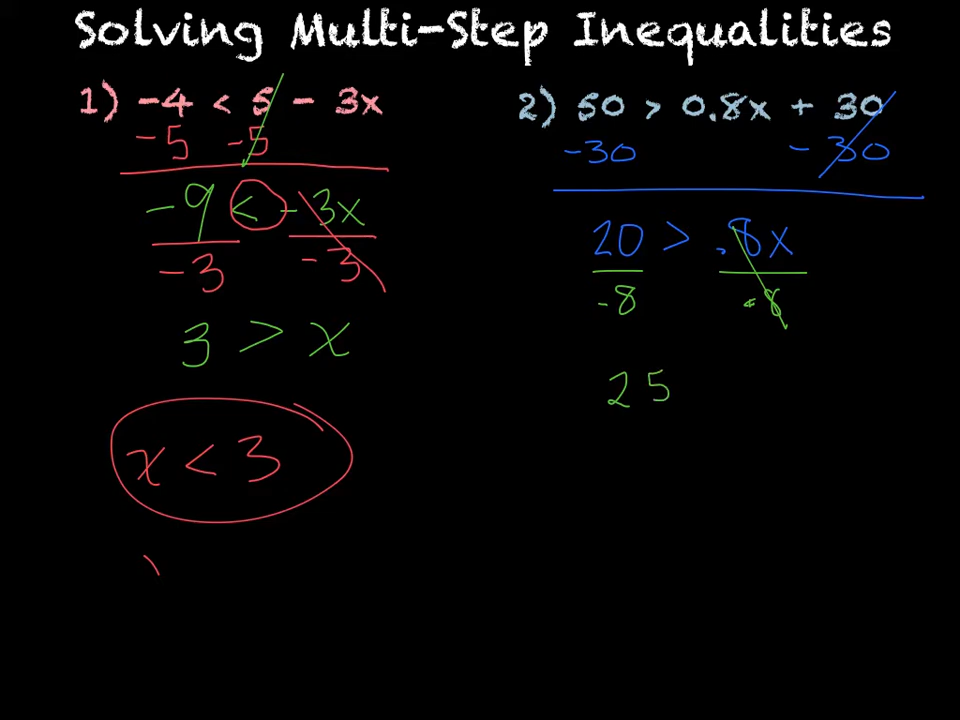 Solving Multi-Step Inequalities
1) -4 < 5 - 3x
-5 -5
-9 < -3x
-3 -3
3 > x
x < 3
2) 50 > 0.8x + 30
-30 - 30
20 > .8x
.8 .8
25